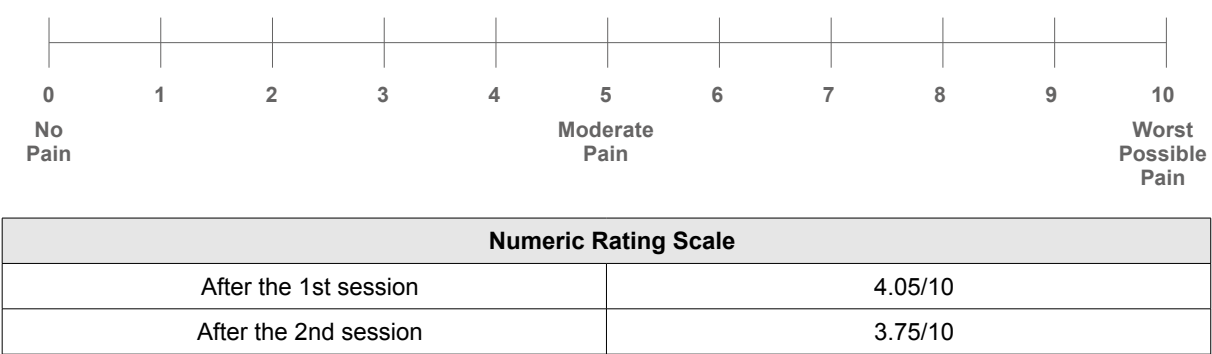 0 1 2 3 4 5 6 7 8 9 10
No Moderate Worst
Pain Pain Possible
Pain
Numeric Rating Scale
After the 1st session 4.05/10
After the 2nd session 3.75/10